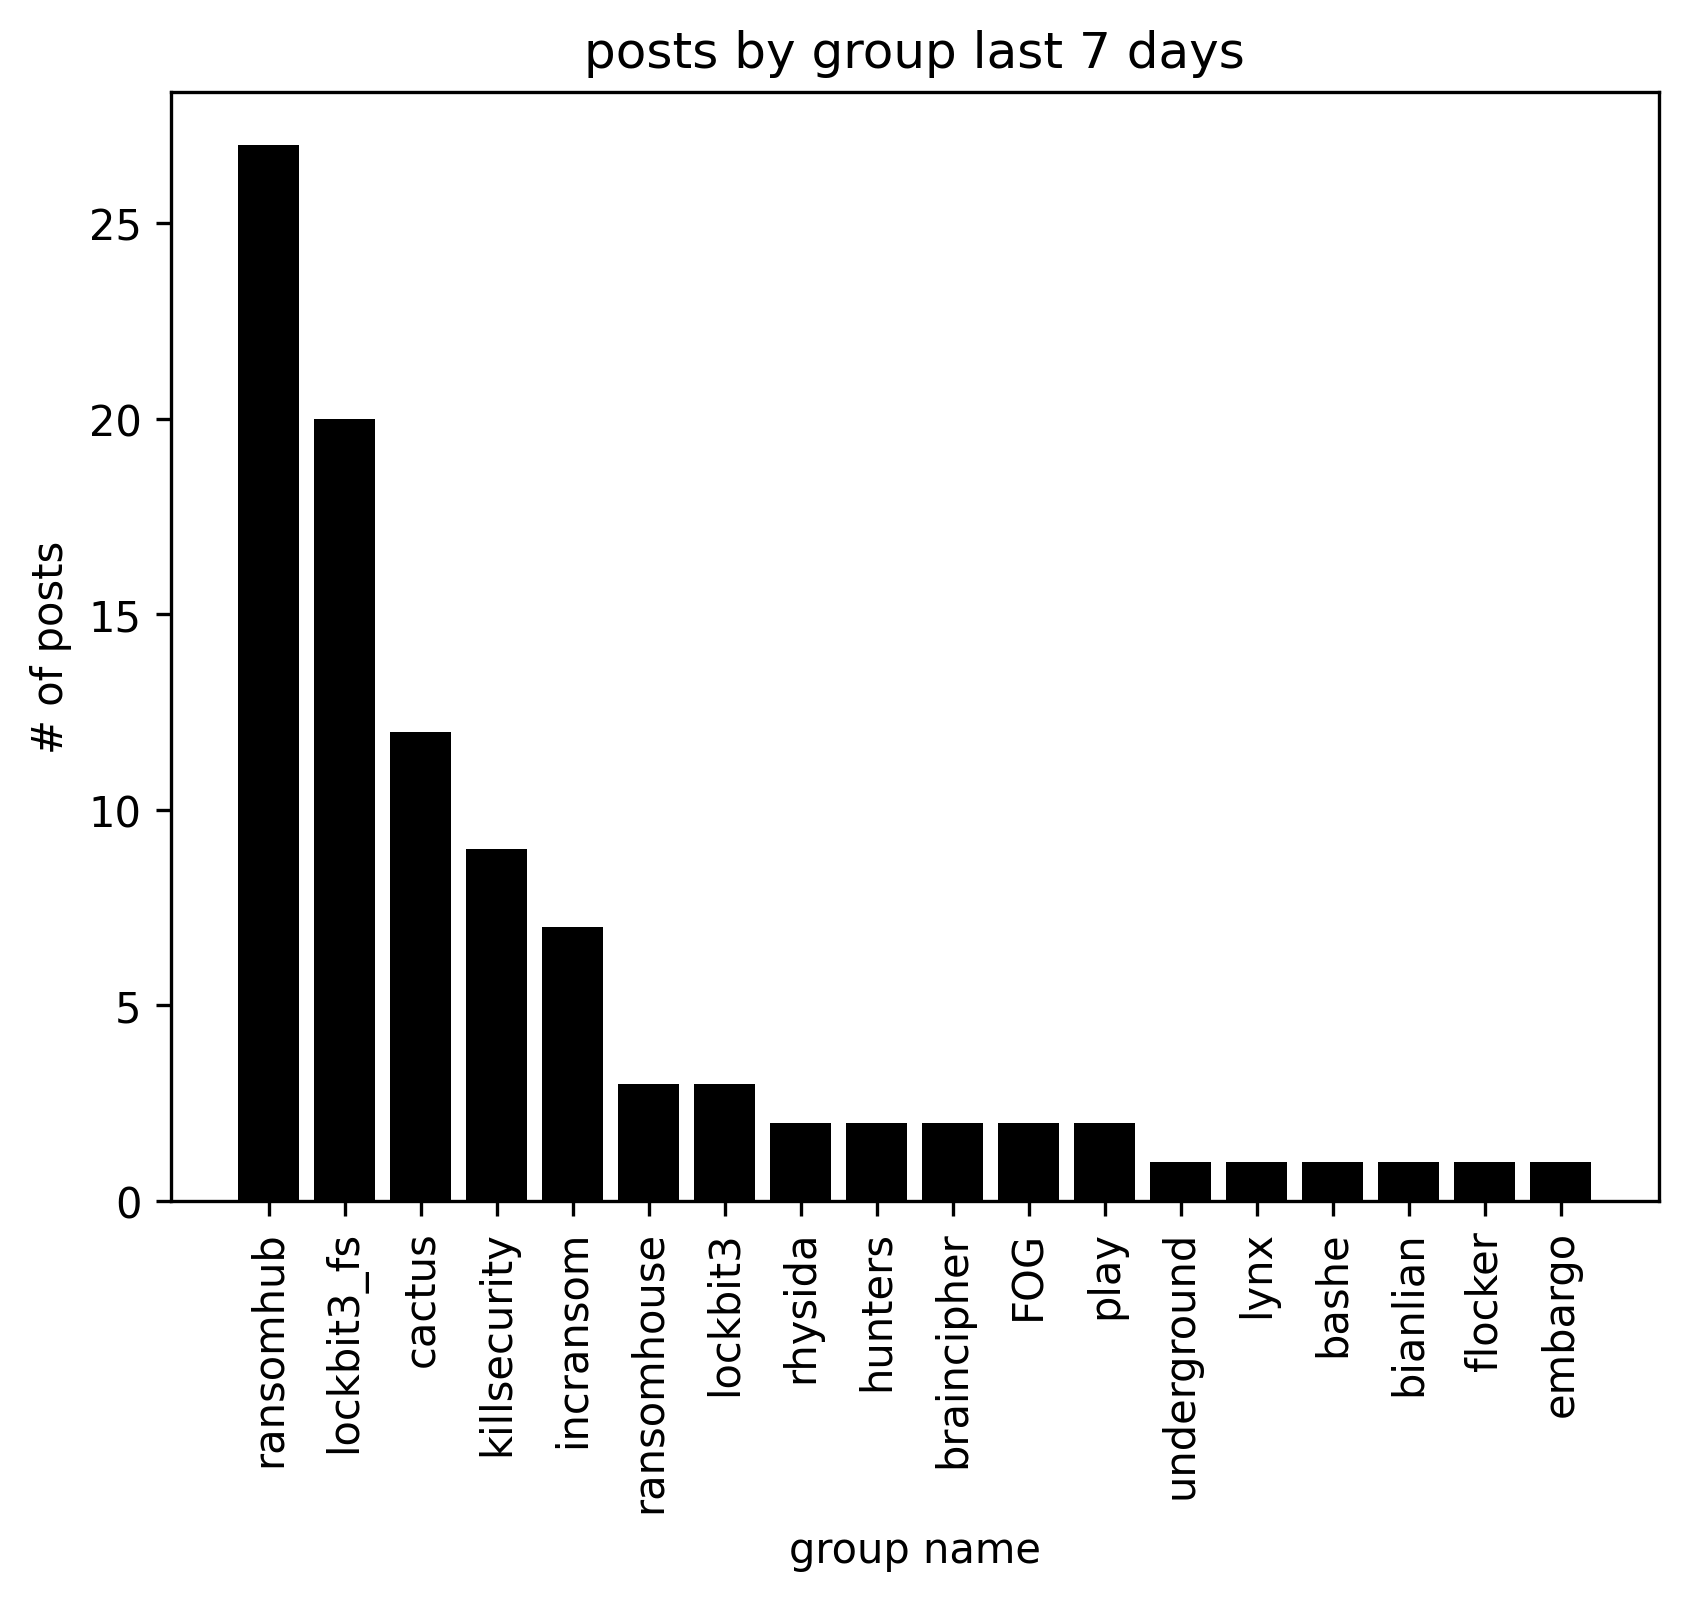 posts by group last 7 days
# of posts
25
20
15
10
5
0
ransomhub
lockbit3_fs
cactus
killsecurity
incransom
ransomhouse
lockbit3
rhysida
hunters
braincipher
FOG
play
underground
lynx
bashe
bianlian
flocker
embargo
group name